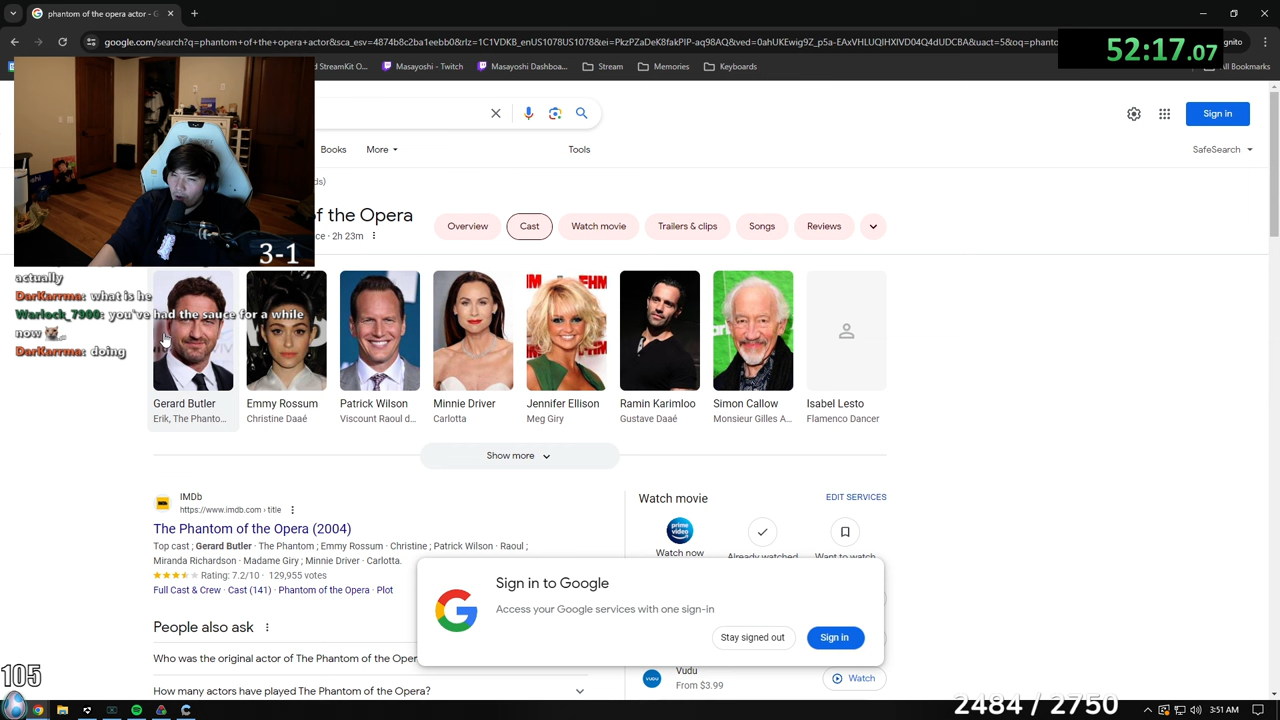 phantom of the opera actor - G
52:17.07
google.com/search?q=phantom+of+the+opera+actor&sca_esv=4874b8c2ba1eebb0&rlz=1C1VDKB_enUS1078US1078&ei=PkzPZaDeK8fakPIP-aq98AQ&ved=0ahUKEwig9Z_p5a-EAxVHLUQIHXlVD04Q4dUDCBA&uact=5&oq=phanto
gnito
d StreamKit O...
Masayoshi - Twitch
Masayoshi Dashboa...
Stream
Memories
Keyboards
All Bookmarks
Sign in
Books
More
Tools
SafeSearch
ds)
of the Opera
nce · 2h 23m
Overview
Cast
Watch movie
Trailers & clips
Songs
Reviews
3-1
actually
DarKarrma: what is he
Warlock_7900: you've had the sauce for a while
now
DarKarrma: doing
Gerard Butler
Erik, The Phanto...
Emmy Rossum
Christine Daaé
Patrick Wilson
Viscount Raoul d...
Minnie Driver
Carlotta
Jennifer Ellison
Meg Giry
Ramin Karimloo
Gustave Daaé
Simon Callow
Monsieur Gilles A...
Isabel Lesto
Flamenco Dancer
Show more
IMDb
https://www.imdb.com › title
The Phantom of the Opera (2004)
Top cast ; Gerard Butler · The Phantom ; Emmy Rossum · Christine ; Patrick Wilson · Raoul ;
Miranda Richardson · Madame Giry ; Minnie Driver · Carlotta.
Rating: 7.2/10 · 129,955 votes
Full Cast & Crew · Cast (141) · Phantom of the Opera · Plot
Watch movie
EDIT SERVICES
prime video
Watch now
Already watched
Want to watch
Sign in to Google
Access your Google services with one sign-in
Stay signed out
Sign in
People also ask
Who was the original actor of The Phantom of the Oper
How many actors have played The Phantom of the Opera?
Vudu
From $3.99
Watch
105
2484 / 2750
3:51 AM